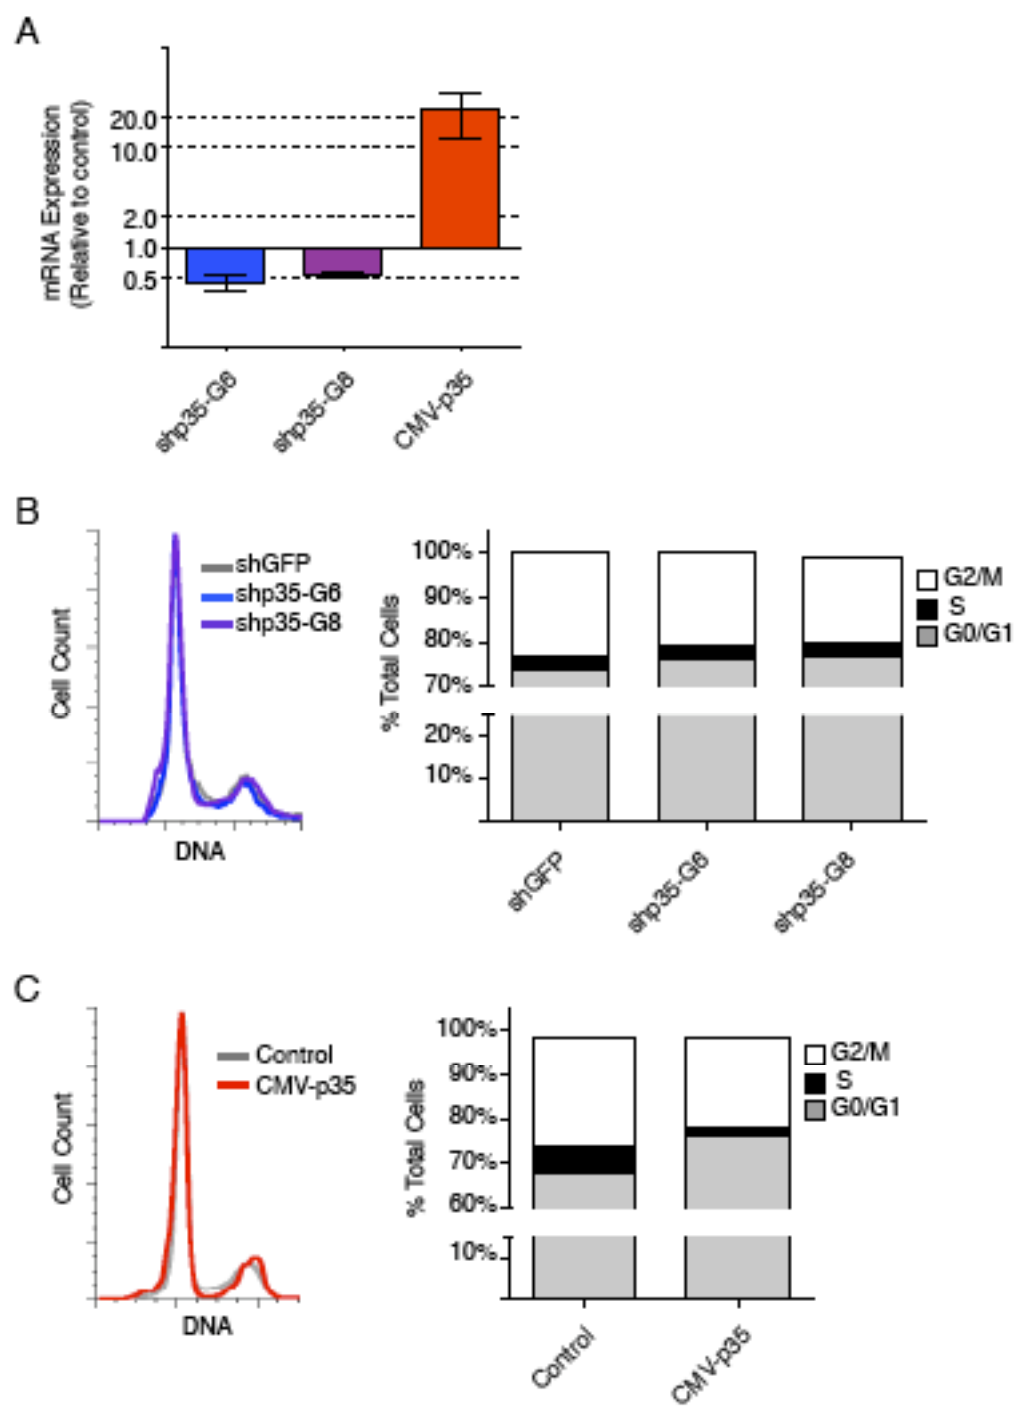 A
mRNA Expression
(Relative to control)
20.0
10.0
2.0
1.0
0.5
shp35-G6
shp35-G8
CMV-p35
B
Cell Count
shGFP
shp35-G6
shp35-G8
DNA
% Total Cells
100%
90%
80%
70%
20%
10%
G2/M
S
G0/G1
shGFP
shp35-G6
shp35-G8
C
Cell Count
Control
CMV-p35
DNA
% Total Cells
100%
90%
80%
70%
60%
10%
G2/M
S
G0/G1
Control
CMV-p35